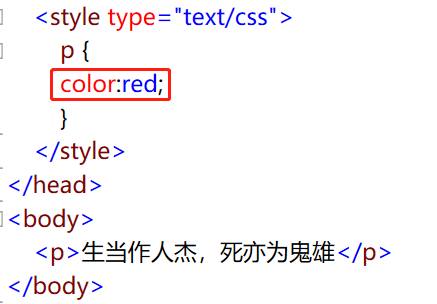 <style type="text/css">
p {
color:red;
}
</style>
</head>
<body>
<p>生当作人杰，死亦为鬼雄</p>
</body>